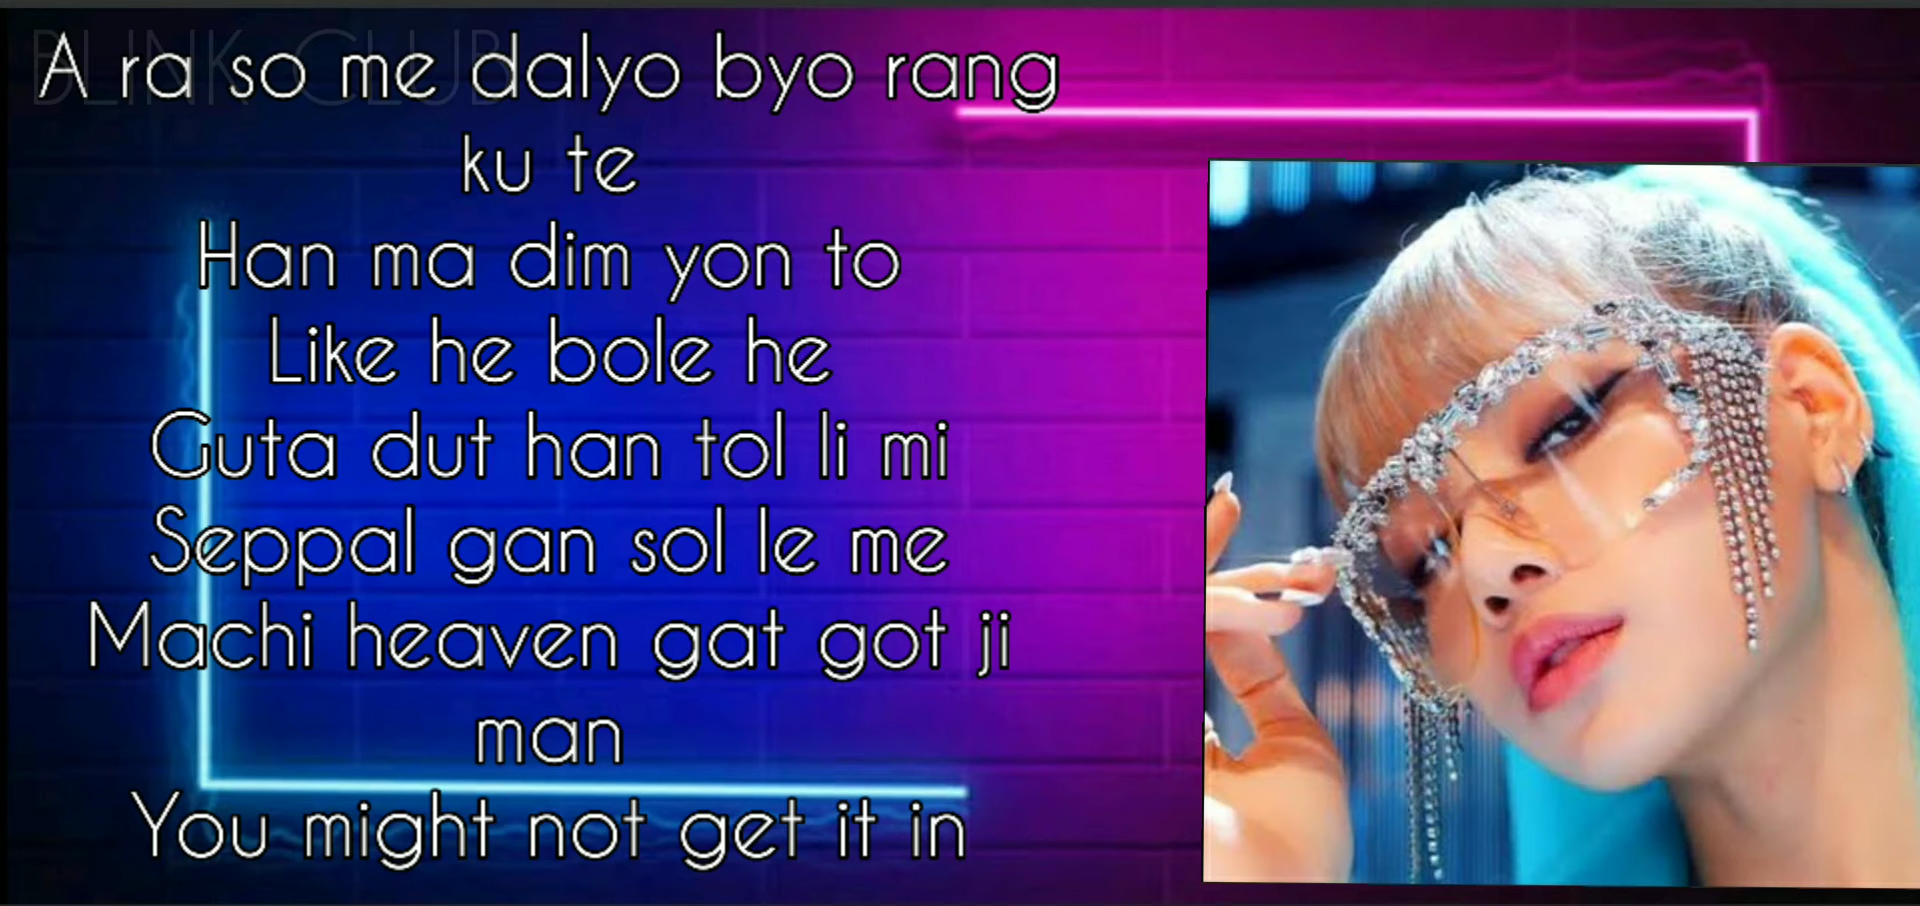 BLINK CLUB
A ra so me dalyo byo rang
ku te
Han ma dim yon to
Like he bole he
Guta dut han tol li mi
Seppal gan sol le me
Machi heaven gat got ji
man
You might not get it in